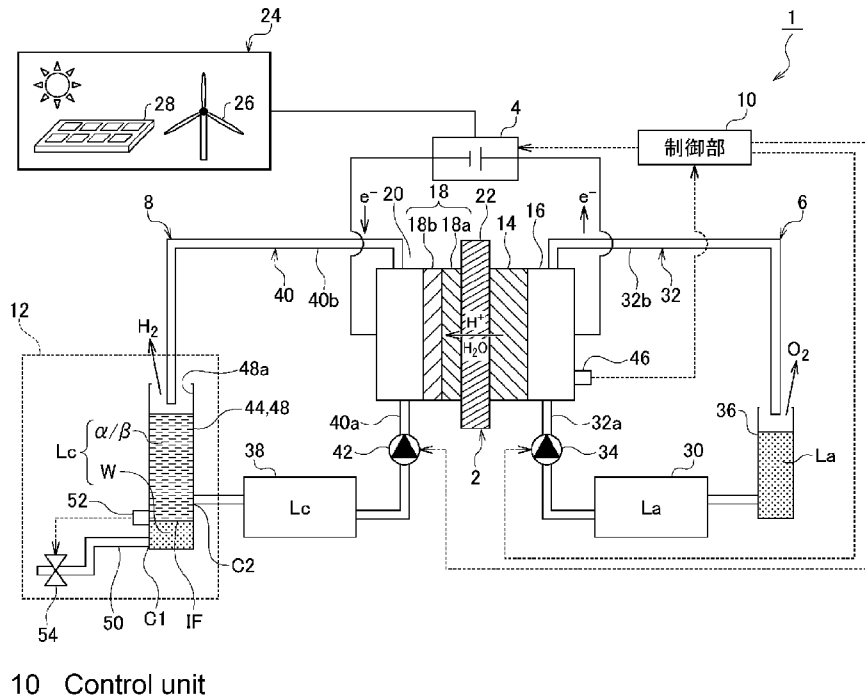 1
24
28
26
4
10
制御部
8
20
18
22
e⁻
e⁻
6
18b
18a
14
16
40
40b
32b
32
12
H₂
H⁺
H₂O
46
O₂
48a
44,48
40a
32a
36
α/β
Lc
W
38
42
34
30
La
52
Lc
2
La
54
50
C1
IF
C2
10 Control unit